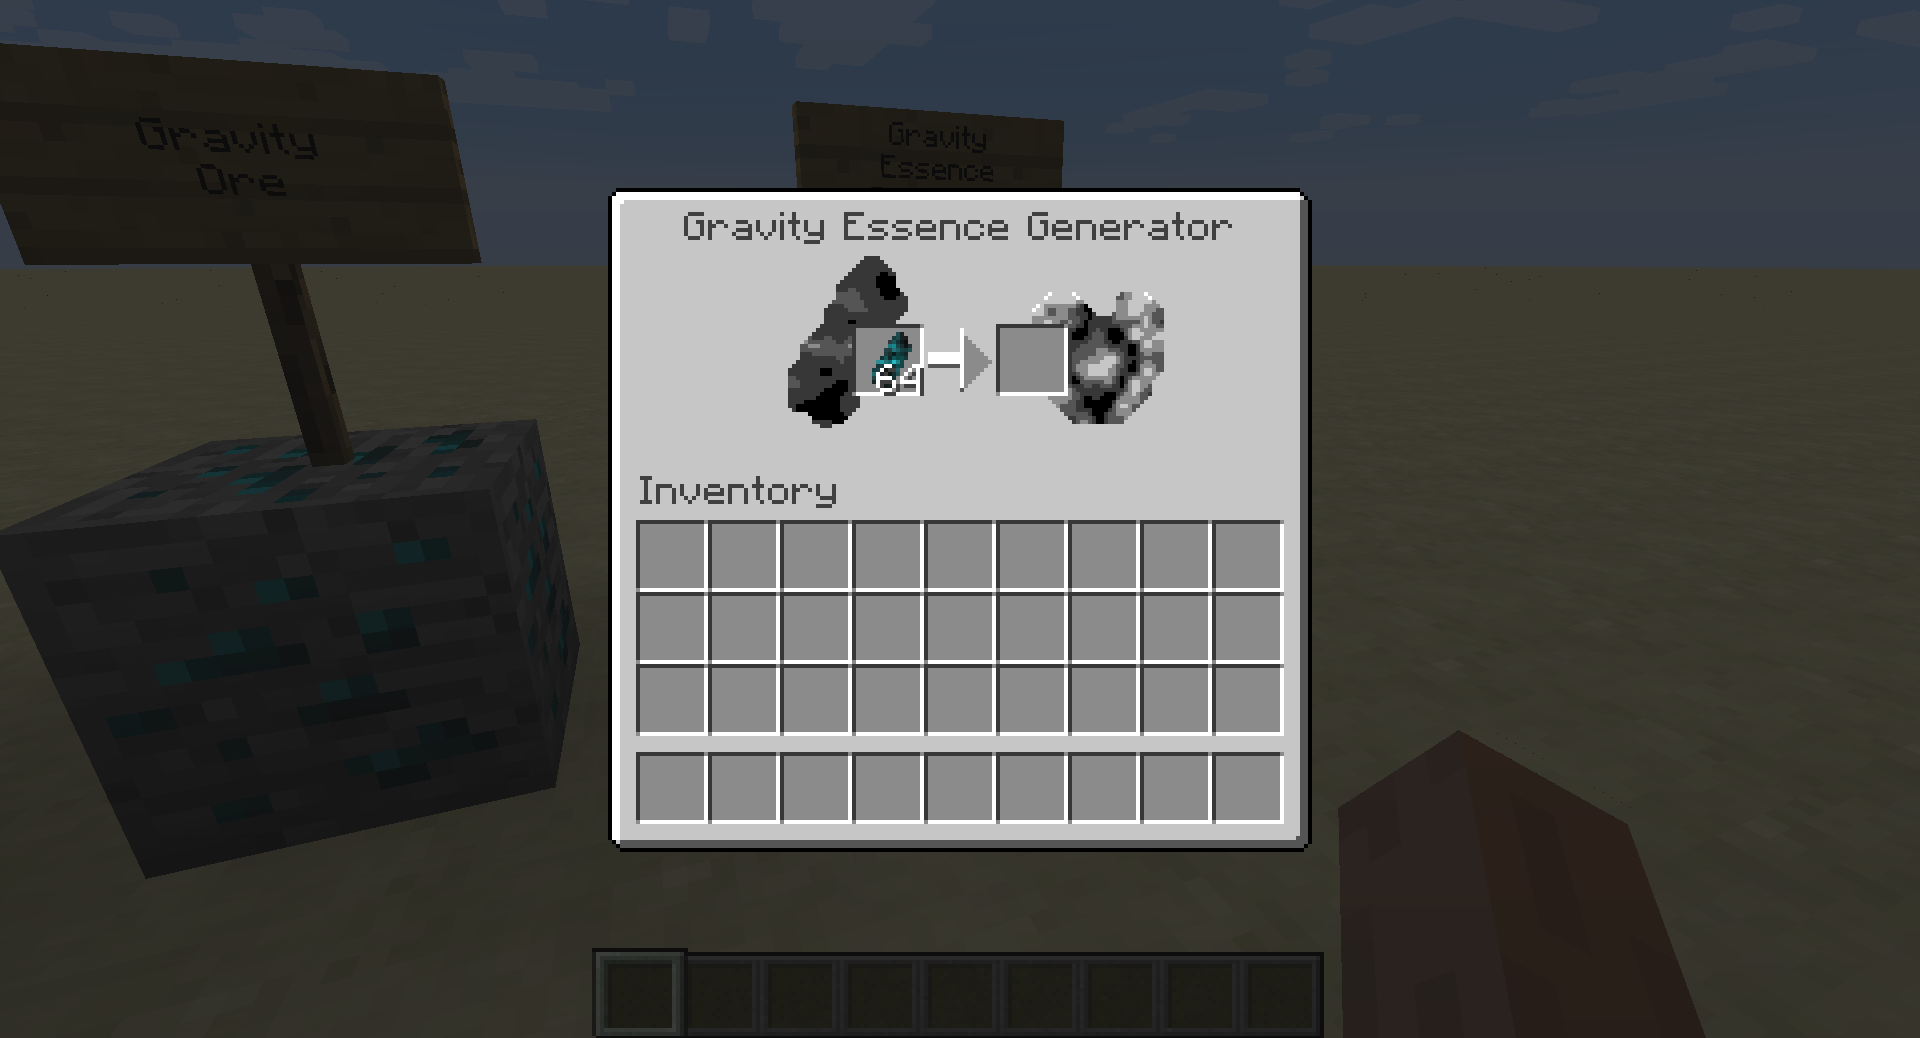 Gravity
Ore
Gravity
Essence
Gravity Essence Generator
64
Inventory